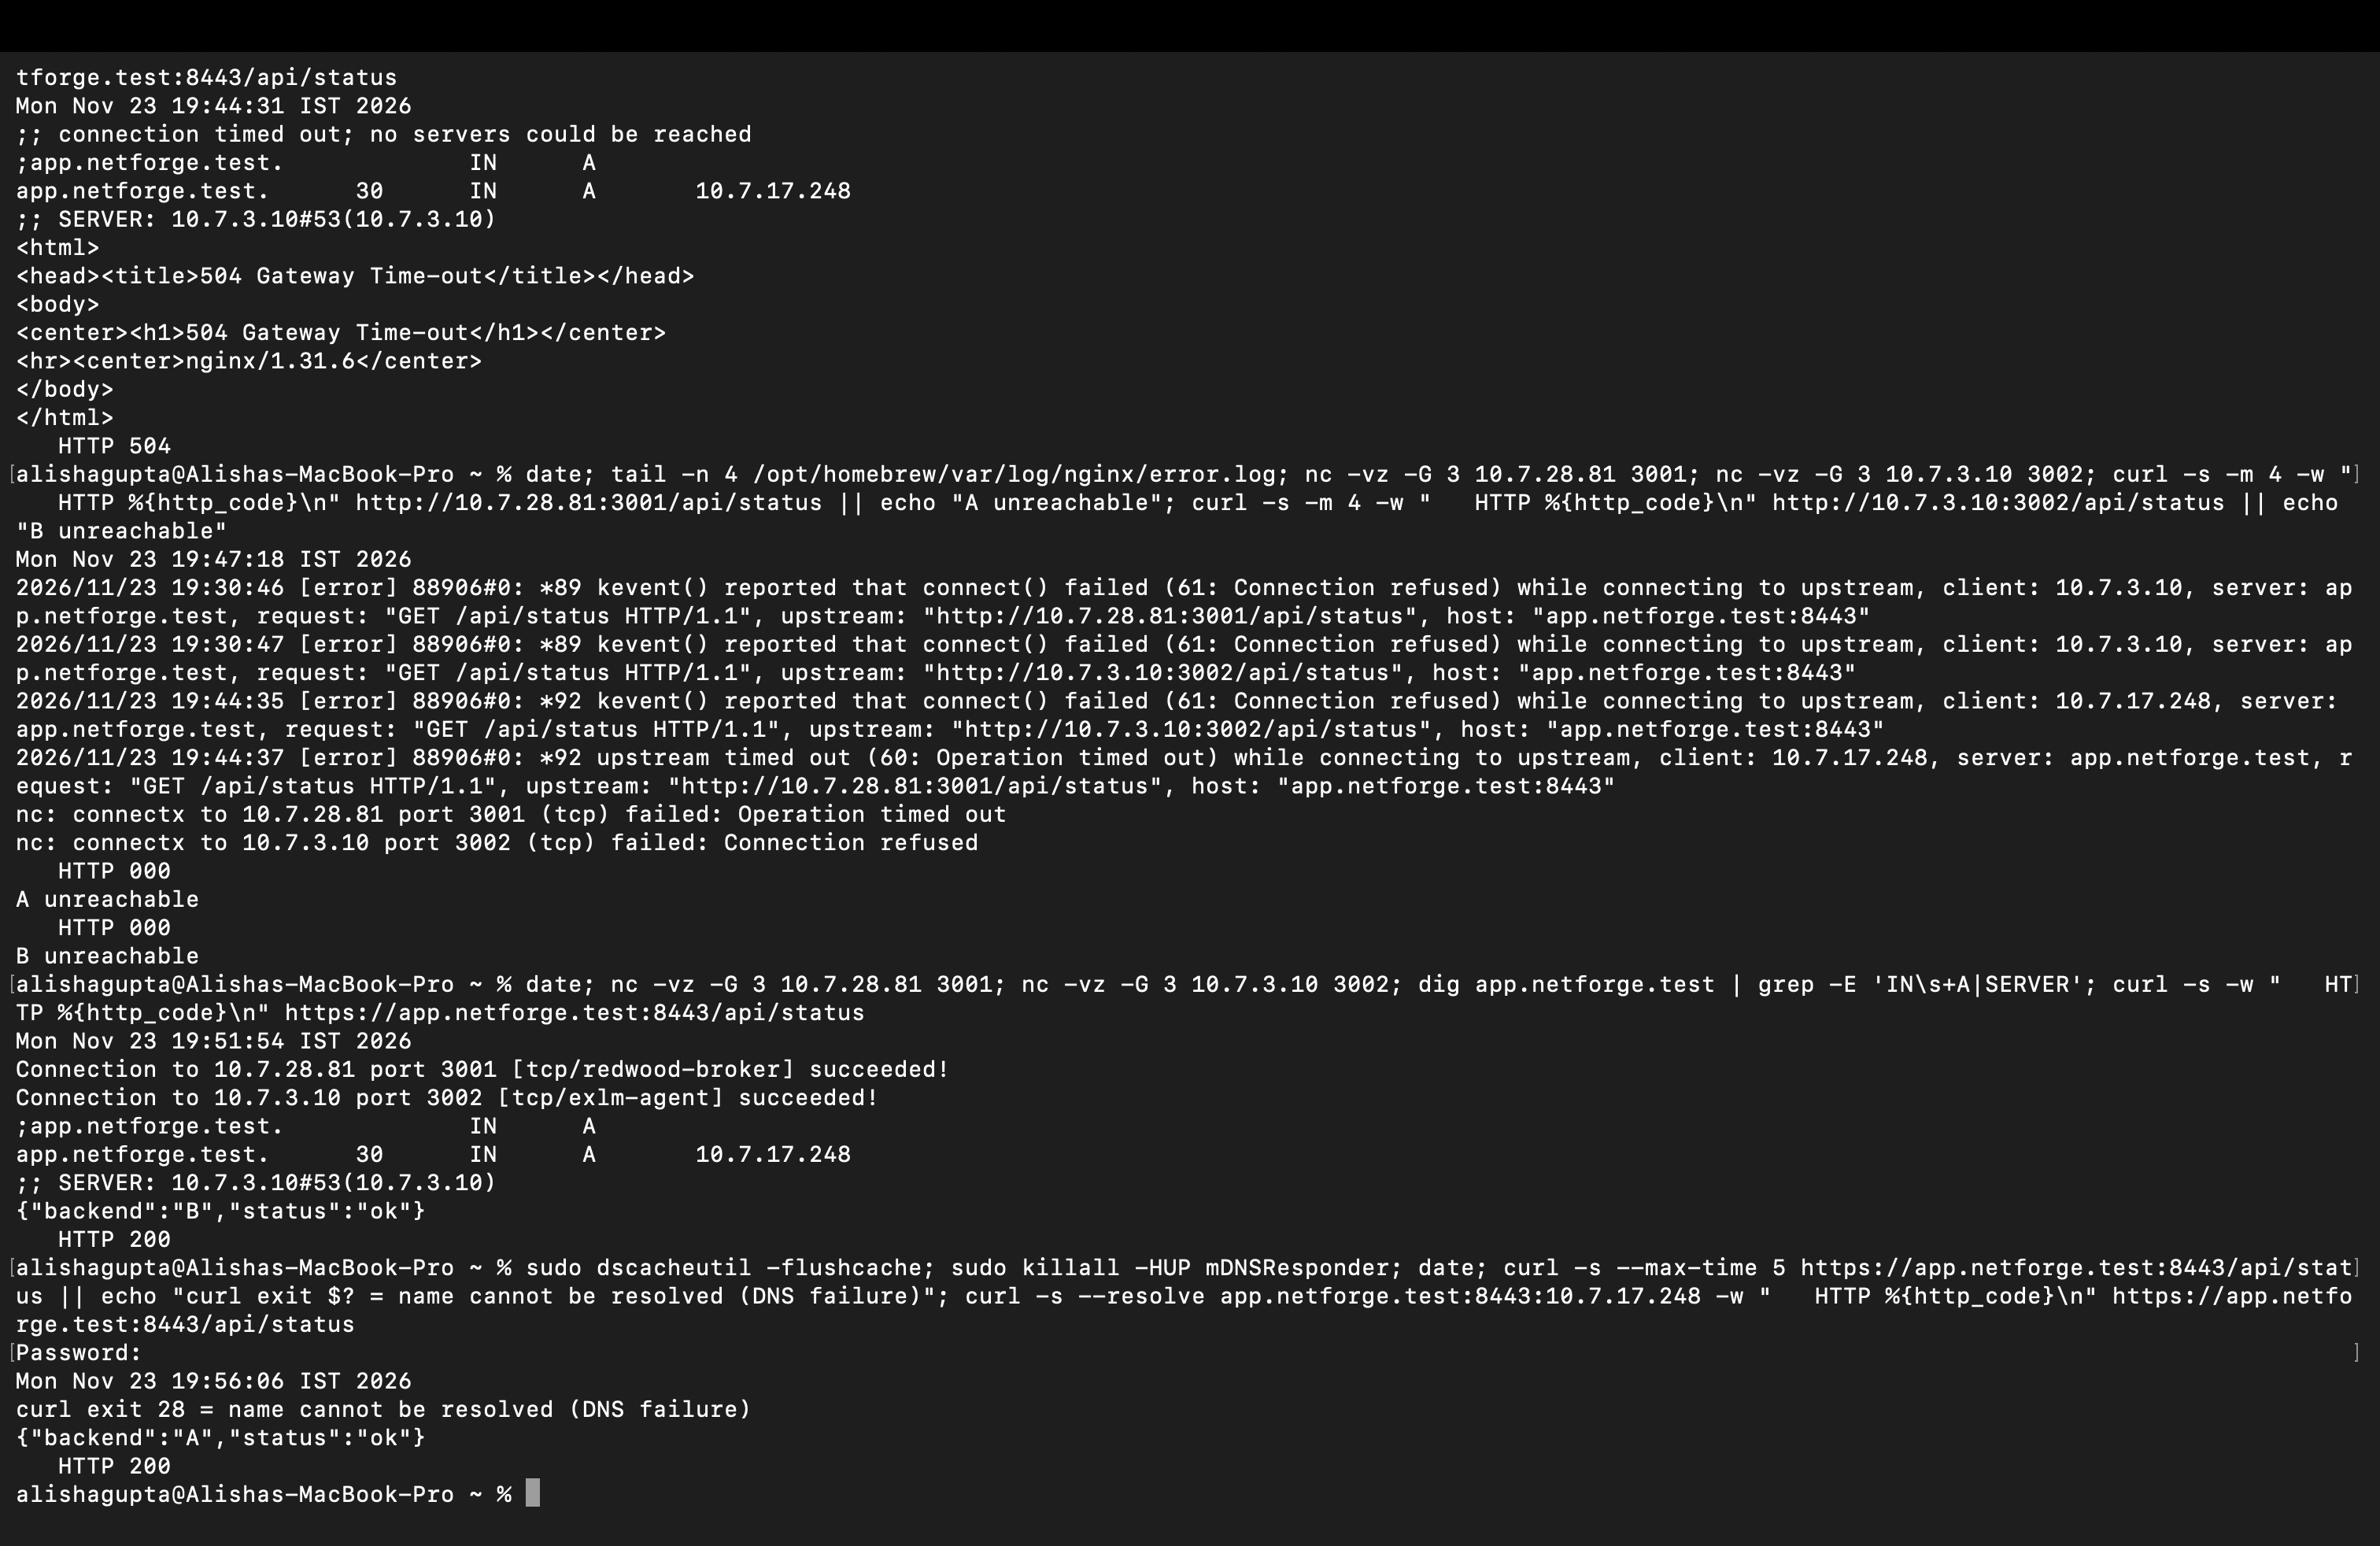 tforge.test:8443/api/status
Mon Nov 23 19:44:31 IST 2026
;; connection timed out; no servers could be reached
;app.netforge.test.             IN      A
app.netforge.test.      30      IN      A       10.7.17.248
;; SERVER: 10.7.3.10#53(10.7.3.10)
<html>
<head><title>504 Gateway Time-out</title></head>
<body>
<center><h1>504 Gateway Time-out</h1></center>
<hr><center>nginx/1.31.6</center>
</body>
</html>
   HTTP 504
[alishagupta@Alishas-MacBook-Pro ~ % date; tail -n 4 /opt/homebrew/var/log/nginx/error.log; nc -vz -G 3 10.7.28.81 3001; nc -vz -G 3 10.7.3.10 3002; curl -s -m 4 -w "]
   HTTP %{http_code}\n" http://10.7.28.81:3001/api/status || echo "A unreachable"; curl -s -m 4 -w "   HTTP %{http_code}\n" http://10.7.3.10:3002/api/status || echo
"B unreachable"
Mon Nov 23 19:47:18 IST 2026
2026/11/23 19:30:46 [error] 88906#0: *89 kevent() reported that connect() failed (61: Connection refused) while connecting to upstream, client: 10.7.3.10, server: ap
p.netforge.test, request: "GET /api/status HTTP/1.1", upstream: "http://10.7.28.81:3001/api/status", host: "app.netforge.test:8443"
2026/11/23 19:30:47 [error] 88906#0: *89 kevent() reported that connect() failed (61: Connection refused) while connecting to upstream, client: 10.7.3.10, server: ap
p.netforge.test, request: "GET /api/status HTTP/1.1", upstream: "http://10.7.3.10:3002/api/status", host: "app.netforge.test:8443"
2026/11/23 19:44:35 [error] 88906#0: *92 kevent() reported that connect() failed (61: Connection refused) while connecting to upstream, client: 10.7.17.248, server:
app.netforge.test, request: "GET /api/status HTTP/1.1", upstream: "http://10.7.3.10:3002/api/status", host: "app.netforge.test:8443"
2026/11/23 19:44:37 [error] 88906#0: *92 upstream timed out (60: Operation timed out) while connecting to upstream, client: 10.7.17.248, server: app.netforge.test, r
equest: "GET /api/status HTTP/1.1", upstream: "http://10.7.28.81:3001/api/status", host: "app.netforge.test:8443"
nc: connectx to 10.7.28.81 port 3001 (tcp) failed: Operation timed out
nc: connectx to 10.7.3.10 port 3002 (tcp) failed: Connection refused
   HTTP 000
A unreachable
   HTTP 000
B unreachable
[alishagupta@Alishas-MacBook-Pro ~ % date; nc -vz -G 3 10.7.28.81 3001; nc -vz -G 3 10.7.3.10 3002; dig app.netforge.test | grep -E 'IN\s+A|SERVER'; curl -s -w "   HT]
TP %{http_code}\n" https://app.netforge.test:8443/api/status
Mon Nov 23 19:51:54 IST 2026
Connection to 10.7.28.81 port 3001 [tcp/redwood-broker] succeeded!
Connection to 10.7.3.10 port 3002 [tcp/exlm-agent] succeeded!
;app.netforge.test.             IN      A
app.netforge.test.      30      IN      A       10.7.17.248
;; SERVER: 10.7.3.10#53(10.7.3.10)
{"backend":"B","status":"ok"}
   HTTP 200
[alishagupta@Alishas-MacBook-Pro ~ % sudo dscacheutil -flushcache; sudo killall -HUP mDNSResponder; date; curl -s --max-time 5 https://app.netforge.test:8443/api/stat]
us || echo "curl exit $? = name cannot be resolved (DNS failure)"; curl -s --resolve app.netforge.test:8443:10.7.17.248 -w "   HTTP %{http_code}\n" https://app.netfo
rge.test:8443/api/status
[Password:                                                                                                                                                           ]
Mon Nov 23 19:56:06 IST 2026
curl exit 28 = name cannot be resolved (DNS failure)
{"backend":"A","status":"ok"}
   HTTP 200
alishagupta@Alishas-MacBook-Pro ~ %